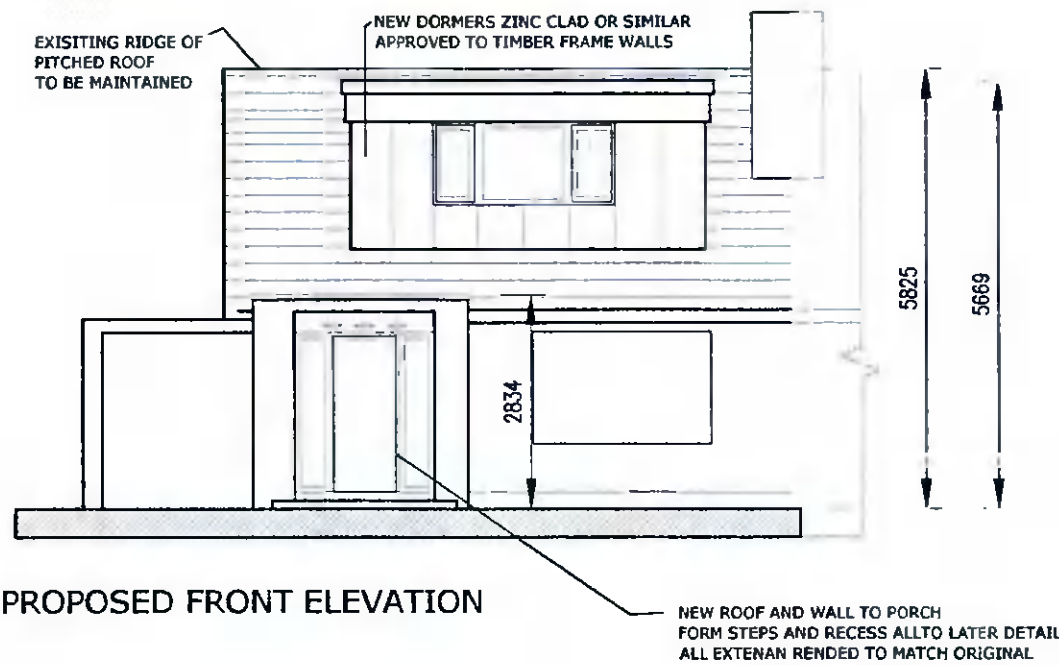 EXISITING RIDGE OF
PITCHED ROOF
TO BE MAINTAINED
NEW DORMERS ZINC CLAD OR SIMILAR
APPROVED TO TIMBER FRAME WALLS
5825
5669
2834
PROPOSED FRONT ELEVATION
NEW ROOF AND WALL TO PORCH
FORM STEPS AND RECESS ALLTO LATER DETAIL
ALL EXTENAN RENDED TO MATCH ORIGINAL